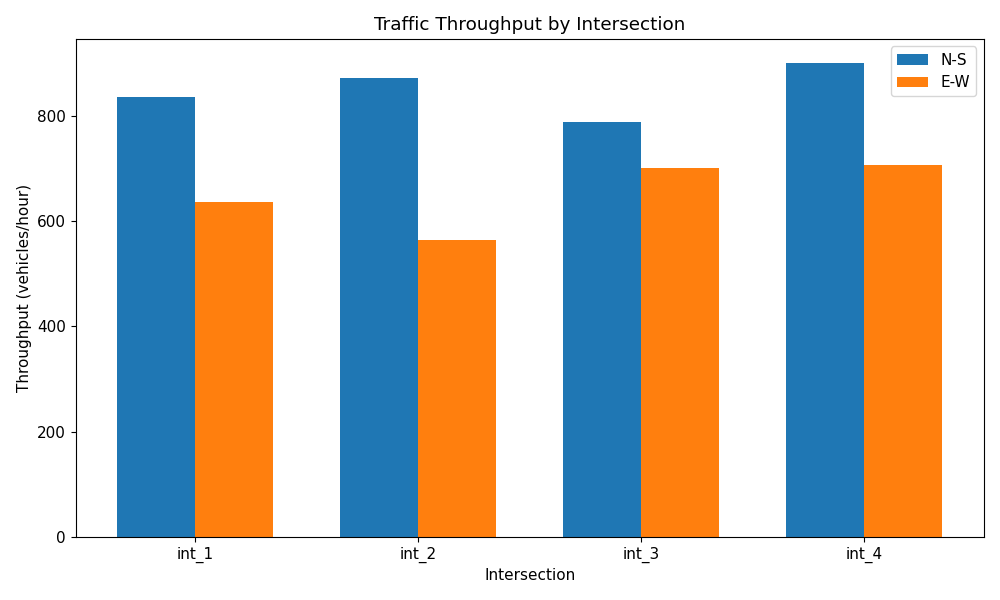 Traffic Throughput by Intersection
N-S
E-W
Throughput (vehicles/hour)
800
600
400
200
0
int_1
int_2
int_3
int_4
Intersection